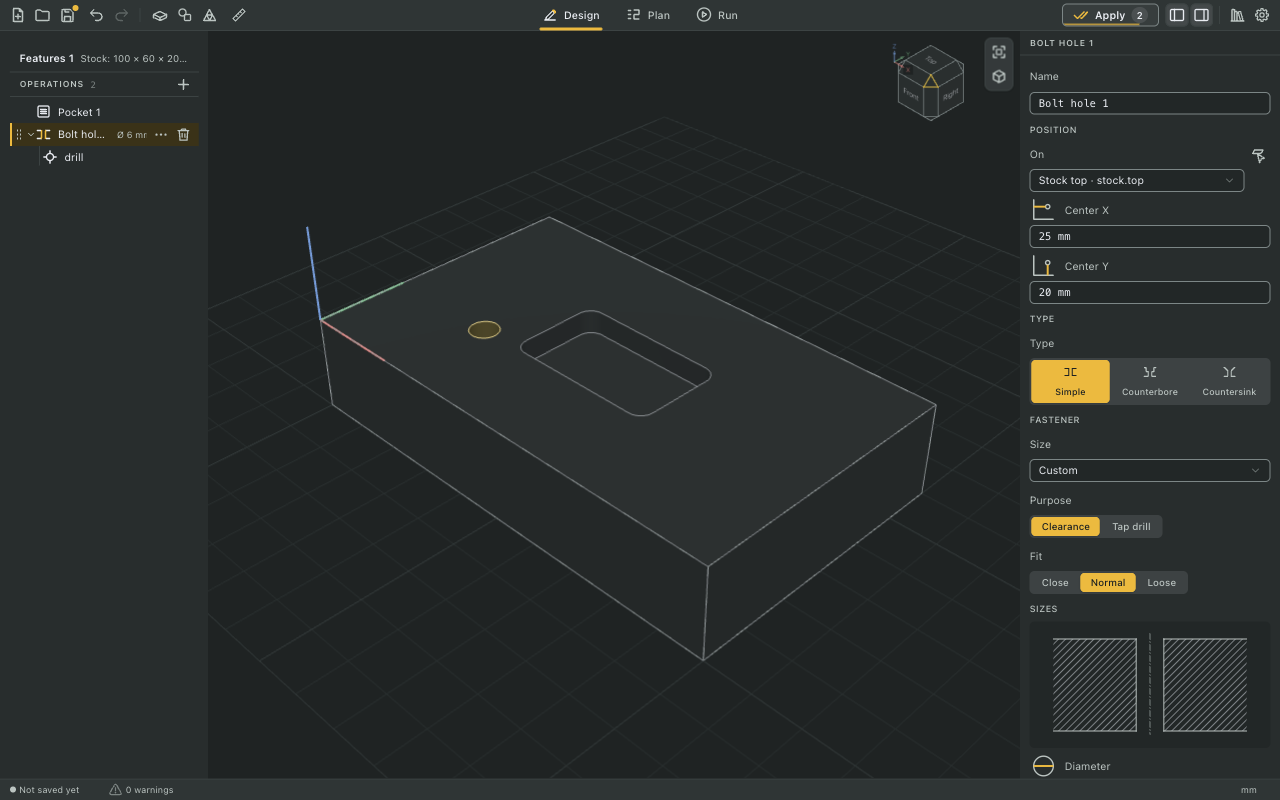 Design
Plan
Run
Apply 2
Features 1 Stock: 100 × 60 × 20...
OPERATIONS 2
Pocket 1
Bolt hol... Ø 6 mr
drill
Top
Front
Right
Z
BOLT HOLE 1
Name
Bolt hole 1
POSITION
On
Stock top · stock.top
Center X
25 mm
Center Y
20 mm
TYPE
Type
Simple
Counterbore
Countersink
FASTENER
Size
Custom
Purpose
Clearance
Tap drill
Fit
Close
Normal
Loose
SIZES
Diameter
Not saved yet
0 warnings
mm